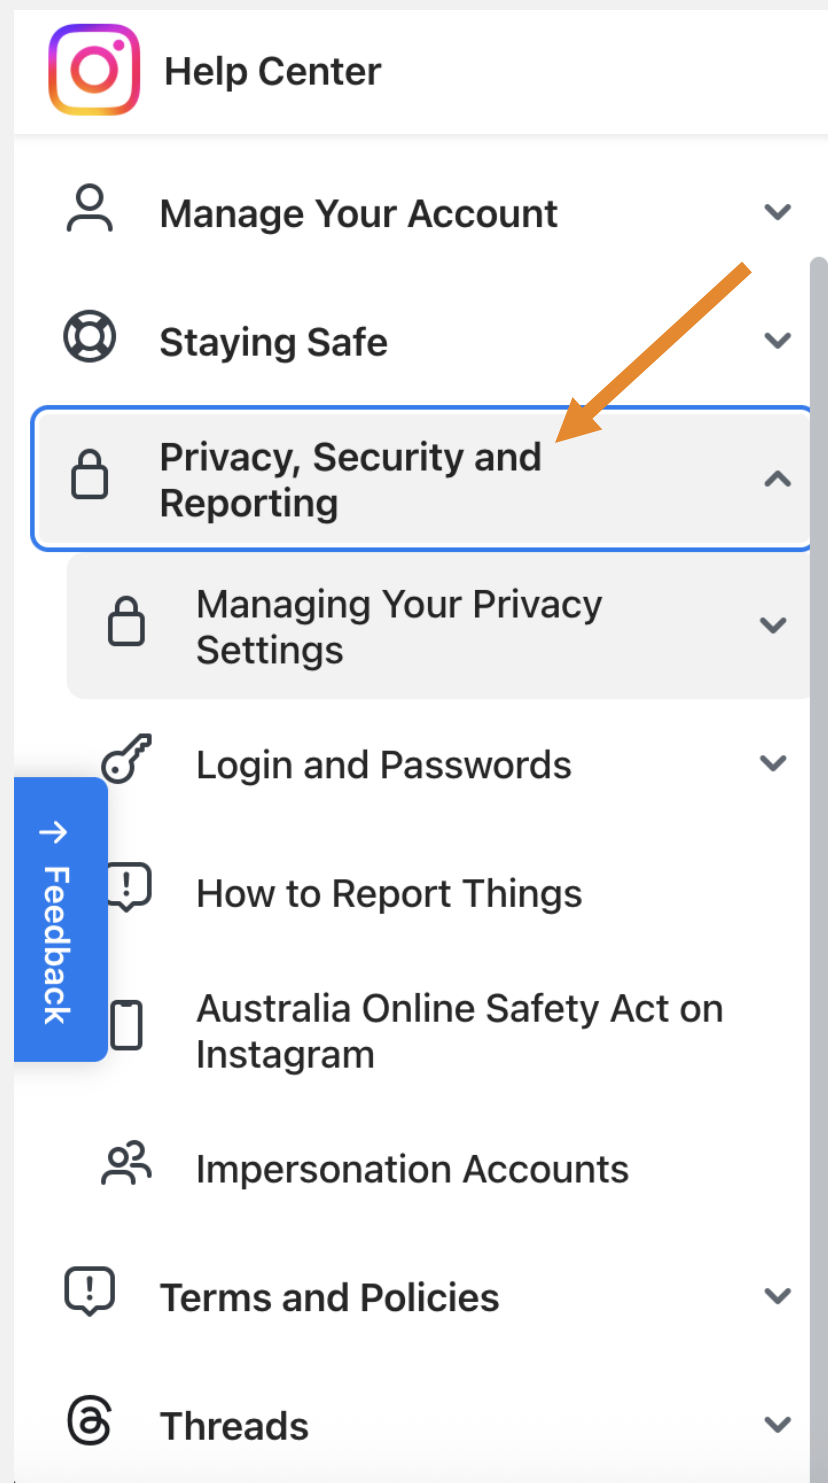 Help Center
Manage Your Account
Staying Safe
Privacy, Security and
Reporting
Managing Your Privacy
Settings
Login and Passwords
How to Report Things
Australia Online Safety Act on
Instagram
Impersonation Accounts
Terms and Policies
Threads
Feedback